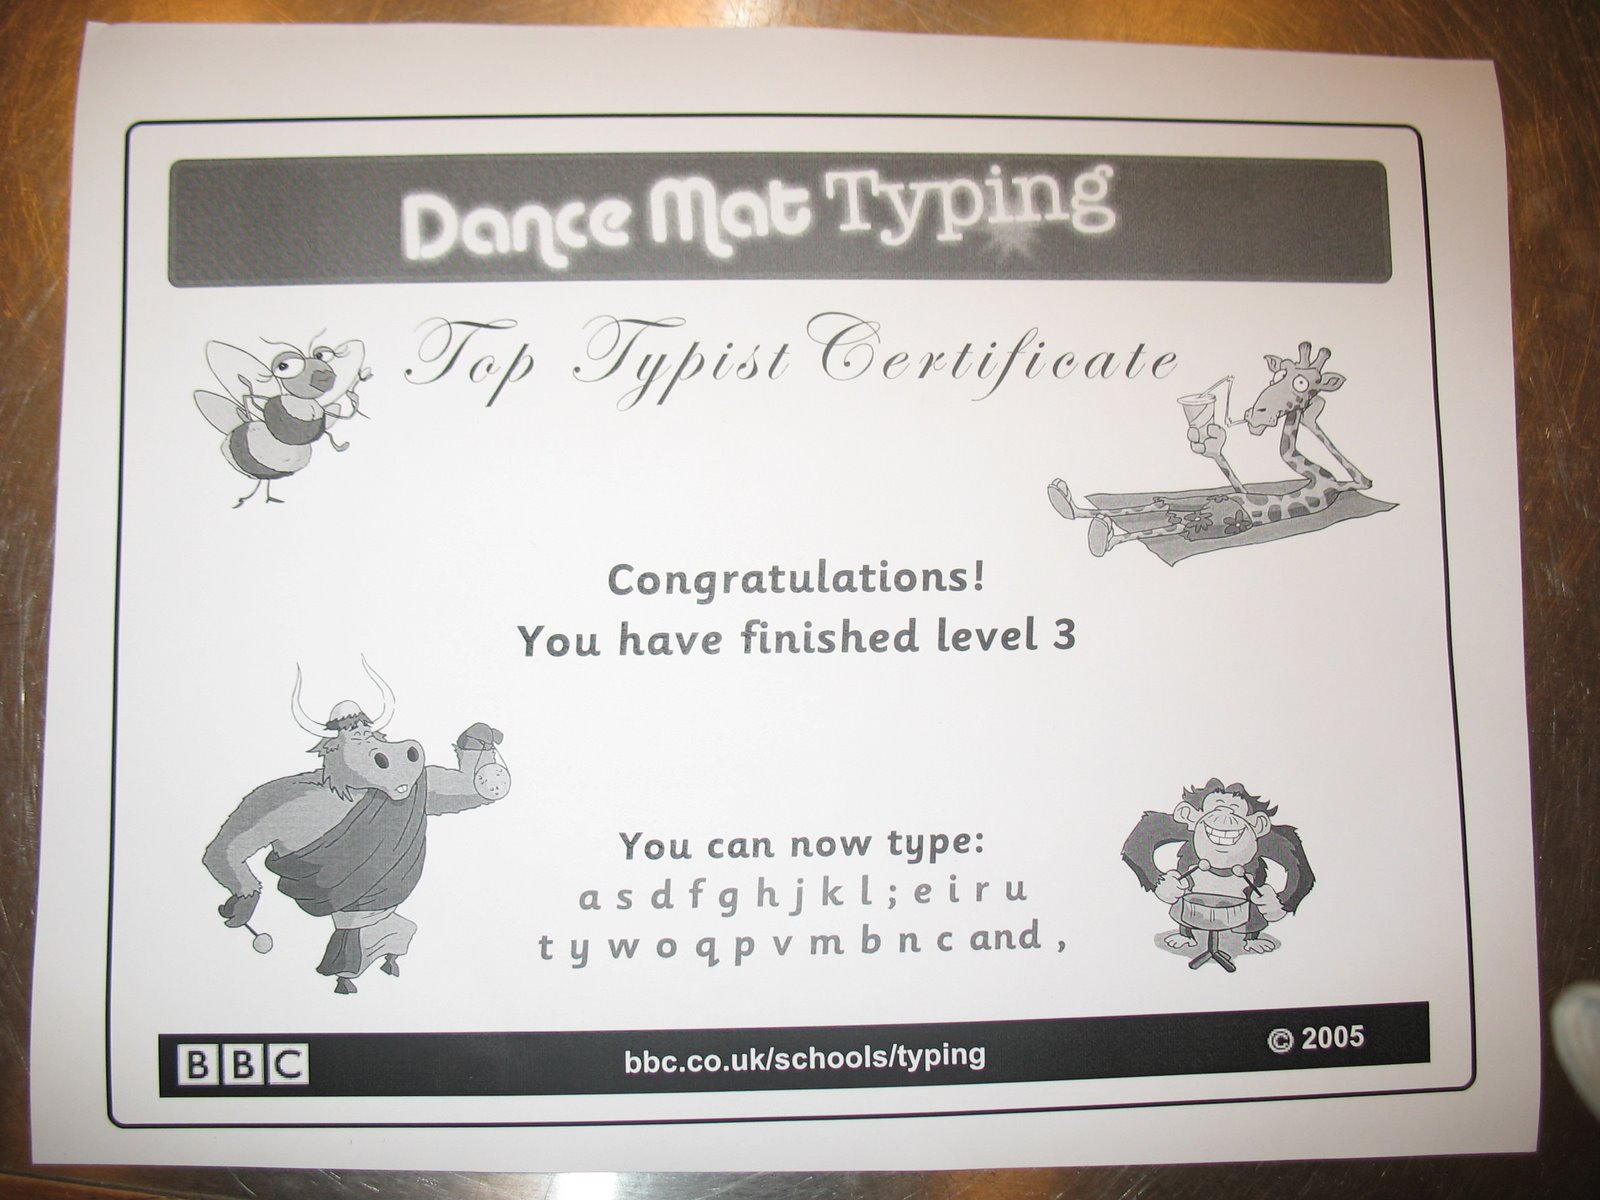 Dance Mat Typing
Top Typist Certificate
Congratulations!
You have finished level 3
You can now type:
a s d f g h j k l ; e i r u
t y w o q p v m b n c and ,
BBC
bbc.co.uk/schools/typing
© 2005